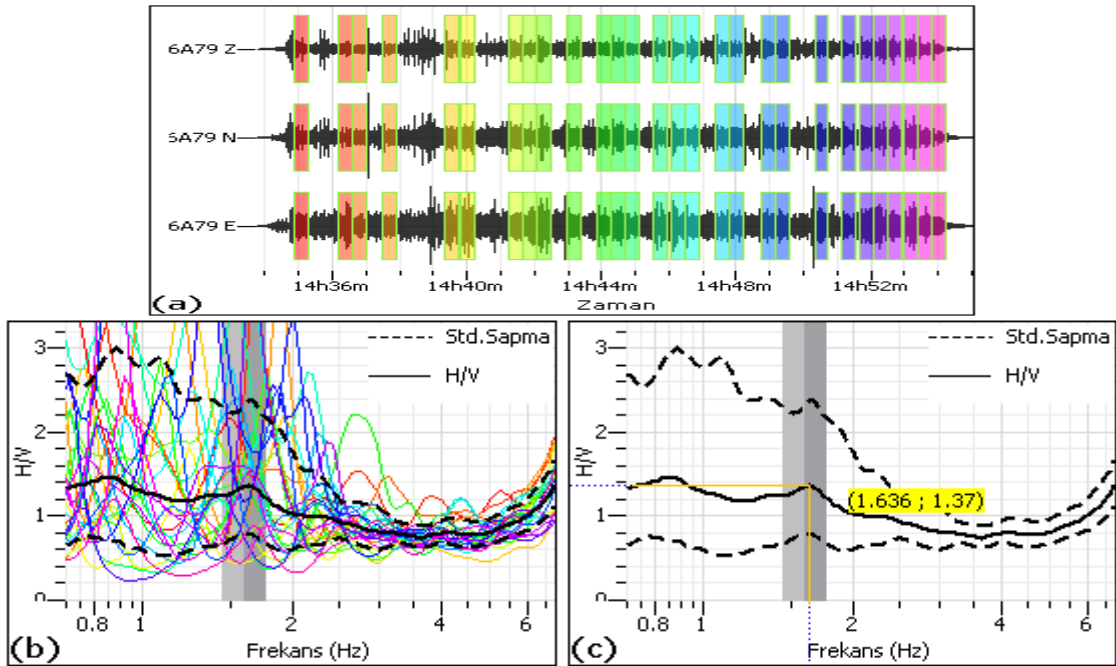 6A79 Z
5A79 N
6A79 E
14h36m 14h40m 14h44m 14h48m 14h52m
Zaman
(a)
3
2
1
0
H/V
Std.Sapma
H/V
0.8 1 2 4 6
Frekans (Hz)
(b)
3
2
1
0
H/V
Std.Sapma
H/V
(1.636 ; 1.37)
0.8 1 2 4 6
Frekans (Hz)
(c)